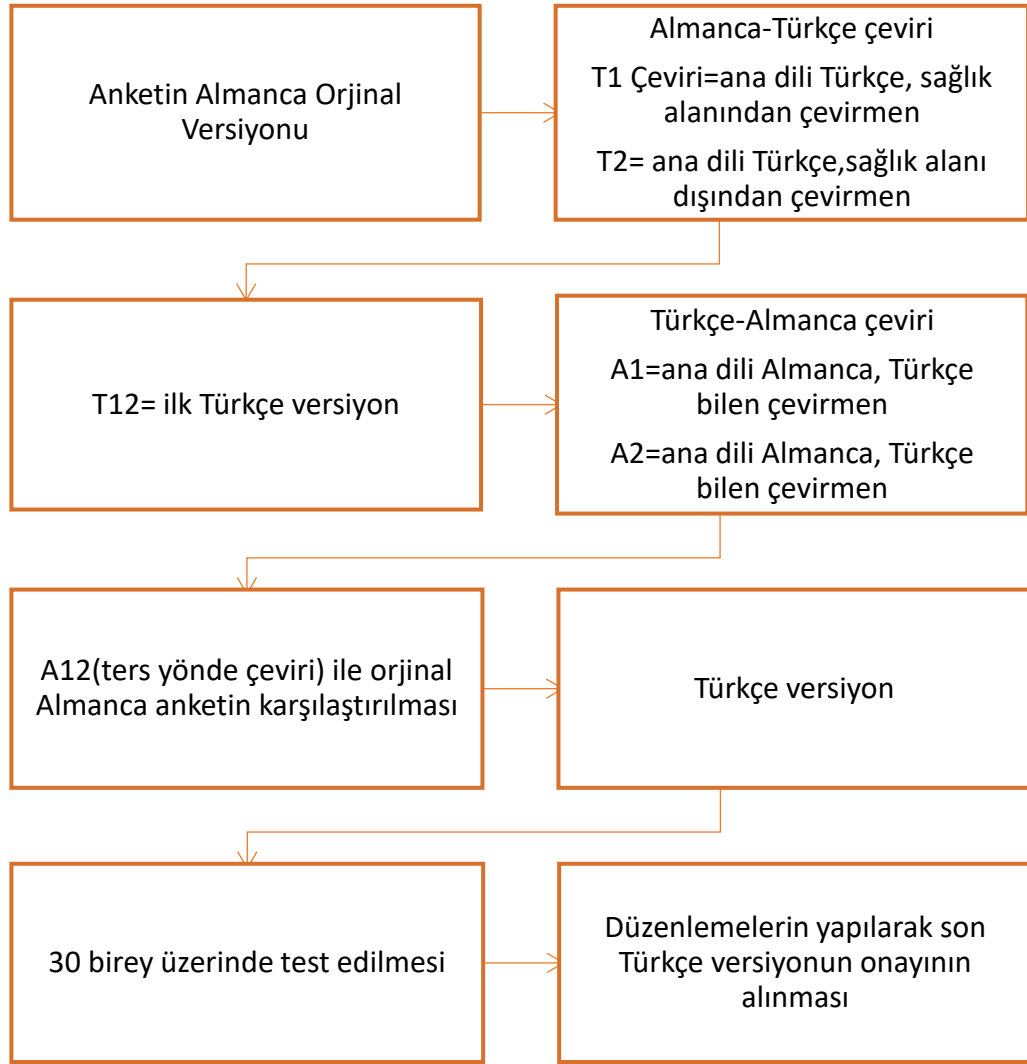 Anketin Almanca Orjinal
Versiyonu
Almanca-Türkçe çeviri
T1 Çeviri=ana dili Türkçe, sağlık
alanından çevirmen
T2= ana dili Türkçe,sağlık alanı
dışından çevirmen
T12= ilk Türkçe versiyon
Türkçe-Almanca çeviri
A1=ana dili Almanca, Türkçe
bilen çevirmen
A2=ana dili Almanca, Türkçe
bilen çevirmen
A12(ters yönde çeviri) ile orjinal
Almanca anketin karşılaştırılması
Türkçe versiyon
30 birey üzerinde test edilmesi
Düzenlemelerin yapılarak son
Türkçe versiyonun onayının
alınması